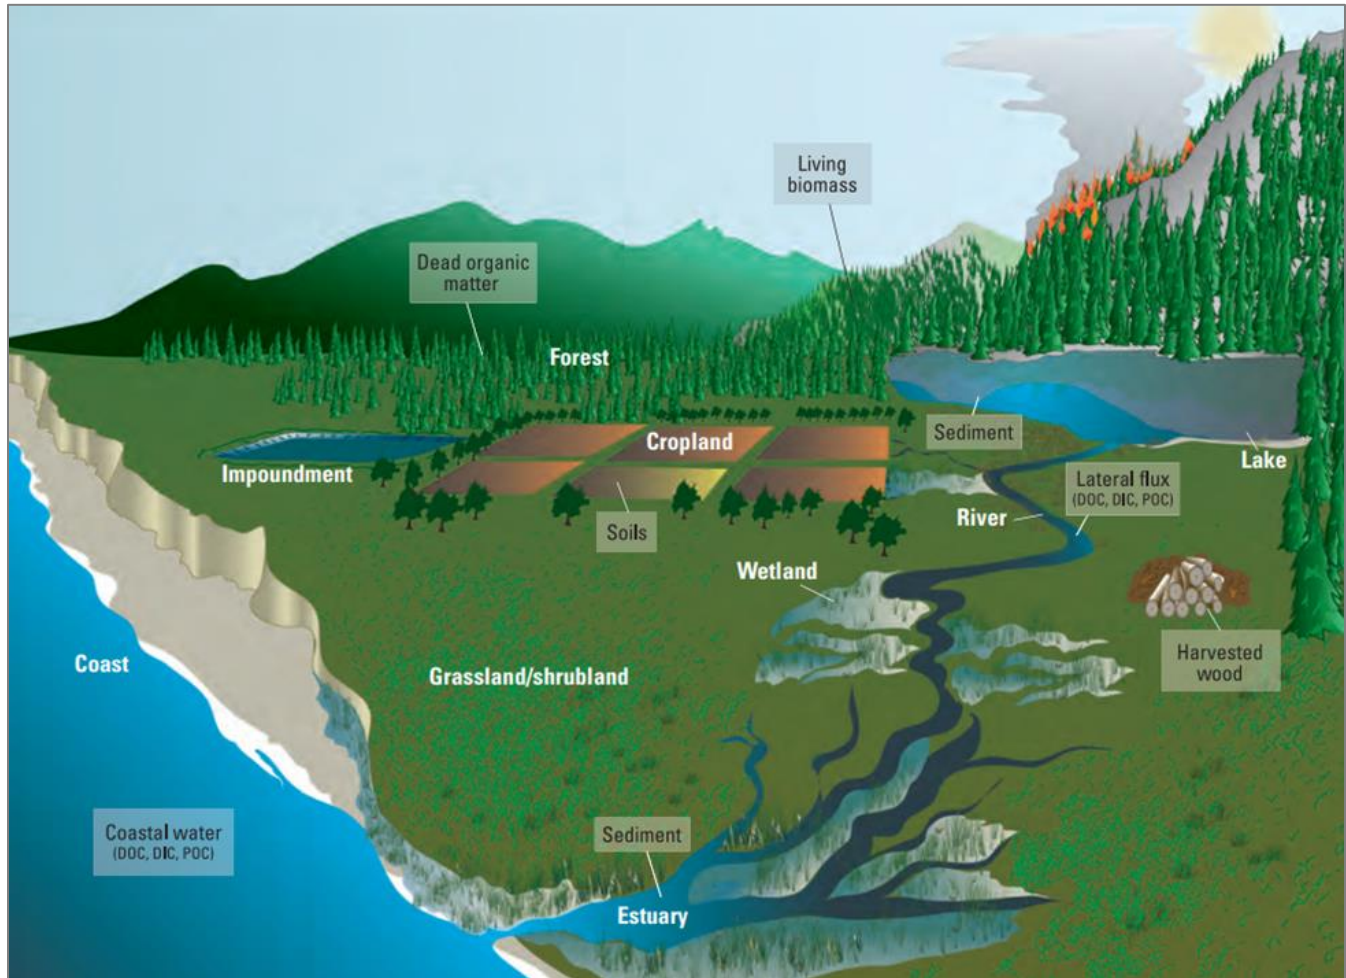 Living
biomass
Dead organic
matter
Forest
Sediment
Cropland
Lake
Impoundment
Lateral flux
(DOC, DIC, POC)
River
Soils
Wetland
Harvested
wood
Coast
Grassland/shrubland
Coastal water
(DOC, DIC, POC)
Sediment
Estuary